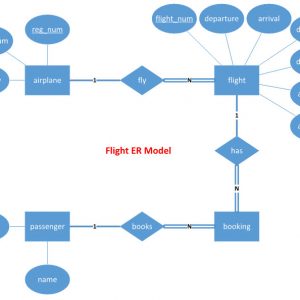 flight_num
departure
arrival
reg_num
airplane
1
fly
N
flight
1
Flight ER Model
has
N
passenger
1
books
N
booking
name